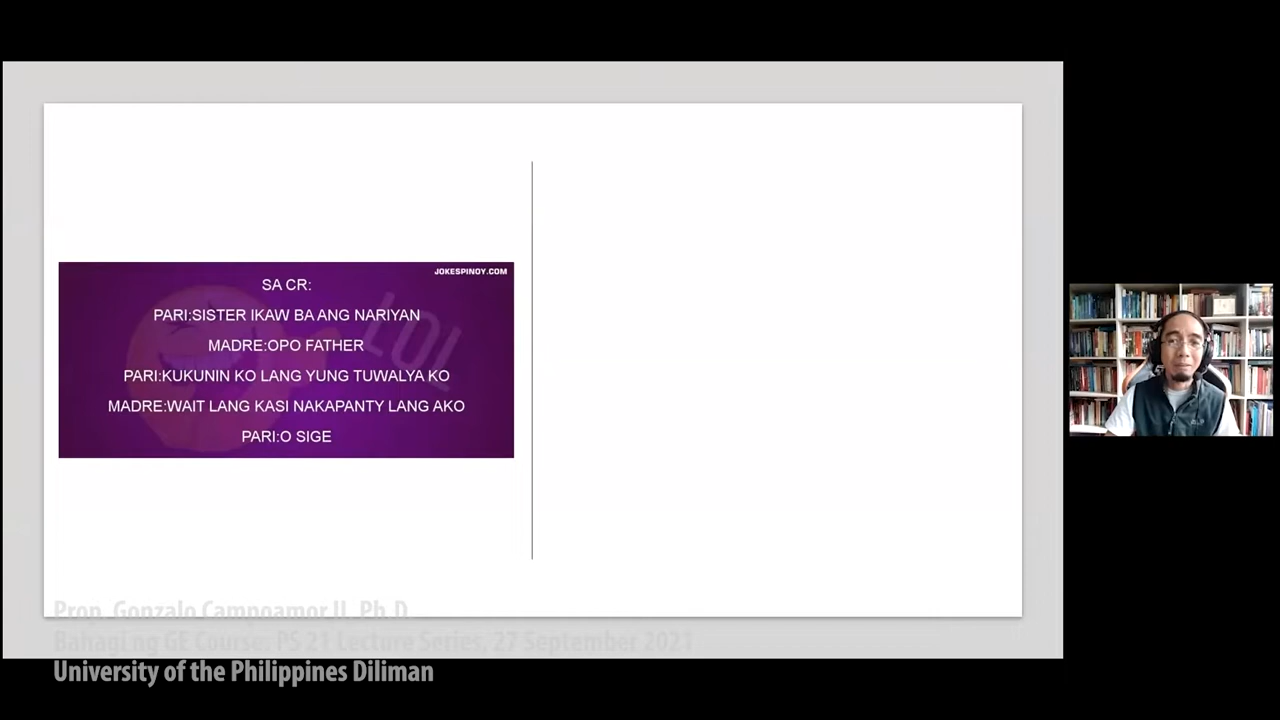 JOKESPINOY.COM
SA CR:
PARI:SISTER IKAW BA ANG NARIYAN
MADRE:OPO FATHER
PARI:KUKUNIN KO LANG YUNG TUWALYA KO
MADRE:WAIT LANG KASI NAKAPANTY LANG AKO
PARI:O SIGE
LOL
Prop. Gonzalo Campoamor II, Ph.D.
Bahagi ng GE Course: PS 21 Lecture Series, 27 September 2021
University of the Philippines Diliman